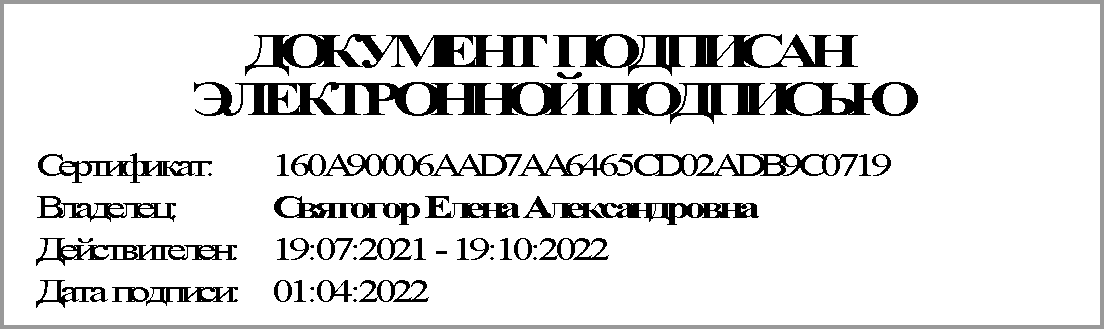 ДОКУМЕНТ ПОДПИСАН
ЭЛЕКТРОННОЙ ПОДПИСЬЮ
Сертификат: 160A90006AAD7AA6465CD02ADB9C0719
Владелец: Святогор Елена Александровна
Действителен: 19:07:2021 - 19:10:2022
Дата подписи: 01:04:2022